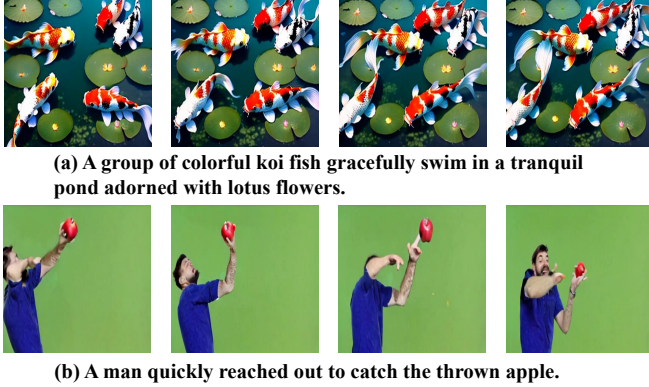 (a) A group of colorful koi fish gracefully swim in a tranquil
pond adorned with lotus flowers.
(b) A man quickly reached out to catch the thrown apple.